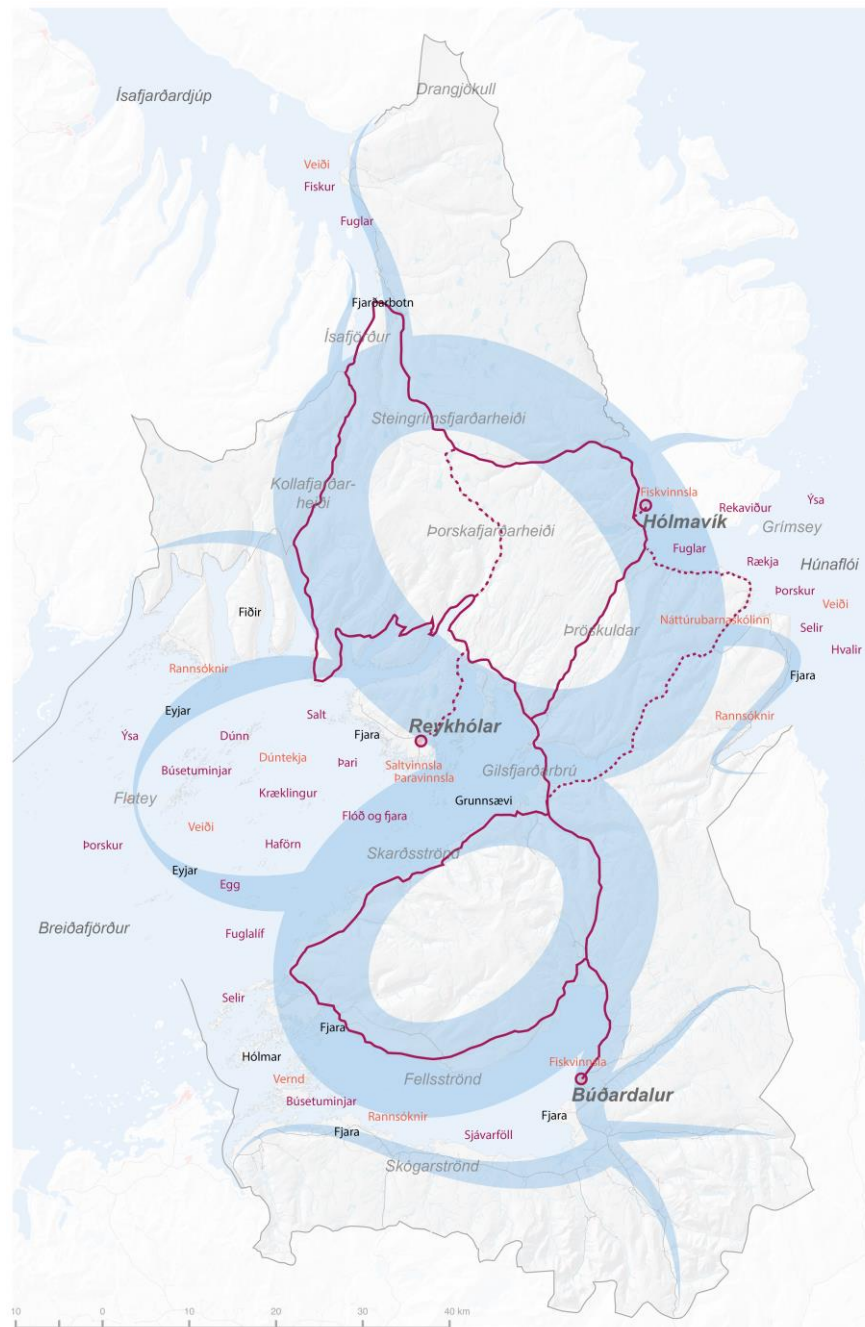 Drangjökull
Ísafjarðardjúp
Veiði
Fiskur
Fuglar
Fjarðarbotn
Ísafjörður
Steingrímsfjarðarheiði
Kollafjarðar-
heiði
Fiskvinnsla
Ýsa
Rekaviður
Hólmavík
Grímsey
Þorskafjarðarheiði
Fuglar
Rækja
Húnaflói
Þorskur
Veiði
Fiðir
Náttúrubarnaskólinn
Selir
Þröskuldar
Hvalir
Rannsóknir
Fjara
Eyjar
Salt
Rannsóknir
Reykhólar
Ýsa
Dúnn
Fjara
Dúntekja
Þari
Saltvinnsla
Búsetuminjar
Gilsfjarðarbrú
Þaravinnsla
Kræklingur
Flatey
Grunnsævi
Flóð og fjara
Veiði
Þorskur
Haförn
Skarðsströnd
Eyjar
Egg
Breiðafjörður
Fuglalíf
Selir
Fjara
Hólmar
Fiskvinnsla
Vernd
Fellsströnd
Búðardalur
Búsetuminjar
Rannsóknir
Fjara
Fjara
Sjávarföll
Skógarströnd
10 0 10 20 30 40 km